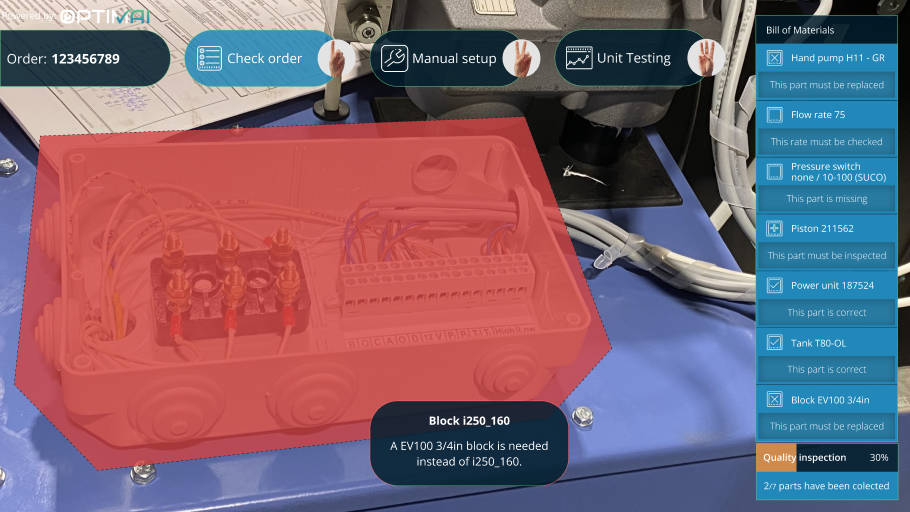 Powered by: OPTIMAI
Order: 123456789
Check order
Manual setup
Unit Testing
Bill of Materials
Hand pump H11 - GR
This part must be replaced
Flow rate 75
This rate must be checked
Pressure switch
none / 10-100 (SUCO)
This part is missing
Piston 211562
This part must be inspected
Power unit 187524
This part is correct
Tank T80-OL
This part is correct
Block EV100 3/4in
This part must be replaced
Quality inspection 30%
2/7 parts have been colected
Block i250_160
A EV100 3/4in block is needed
instead of i250_160.